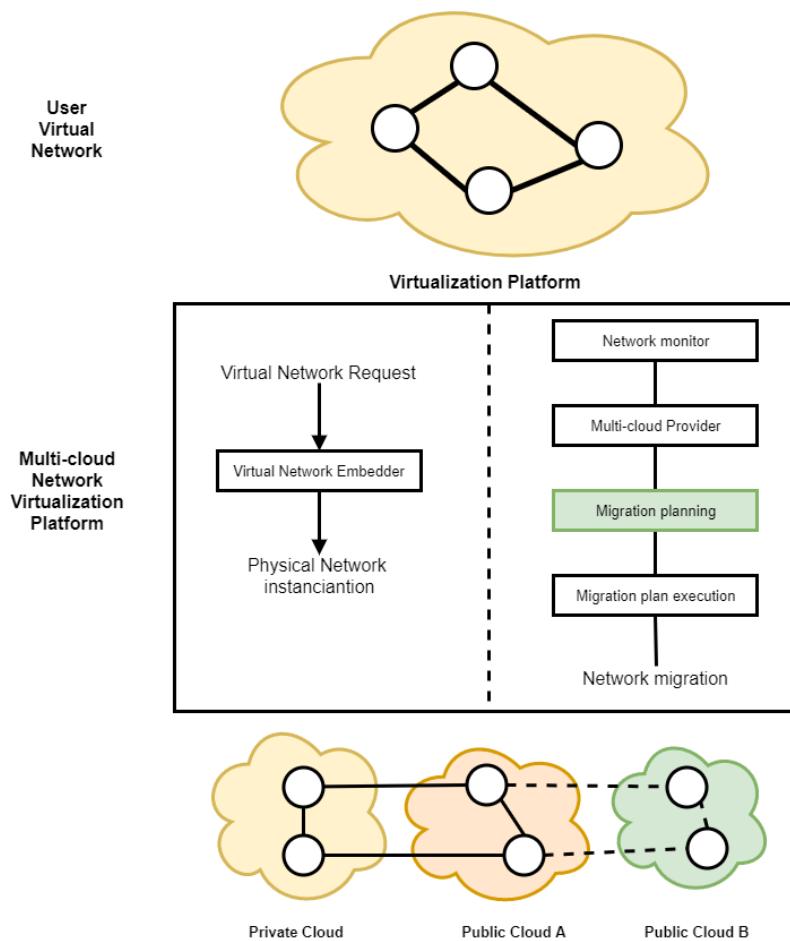 User
Virtual
Network
Virtualization Platform
Multi-cloud
Network
Virtualization
Platform
Virtual Network Request
Virtual Network Embedder
Physical Network
instanciantion
Network monitor
Multi-cloud Provider
Migration planning
Migration plan execution
Network migration
Private Cloud
Public Cloud A
Public Cloud B